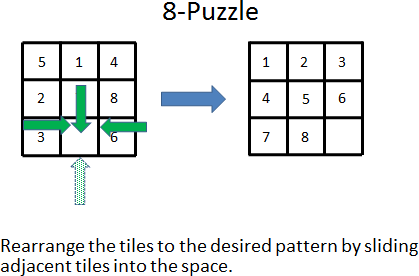 8-Puzzle
5 1 4
1 2 3
2 8
4 5 6
3 6
7 8
Rearrange the tiles to the desired pattern by sliding
adjacent tiles into the space.